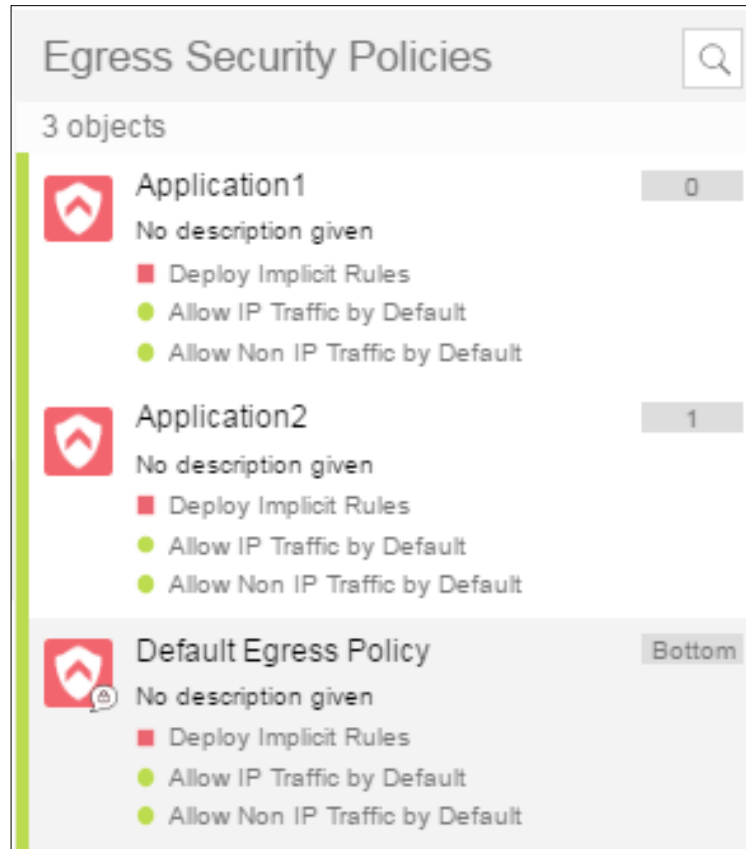 Egress Security Policies
3 objects
Application1 0
No description given
Deploy Implicit Rules
Allow IP Traffic by Default
Allow Non IP Traffic by Default
Application2 1
No description given
Deploy Implicit Rules
Allow IP Traffic by Default
Allow Non IP Traffic by Default
Default Egress Policy Bottom
No description given
Deploy Implicit Rules
Allow IP Traffic by Default
Allow Non IP Traffic by Default